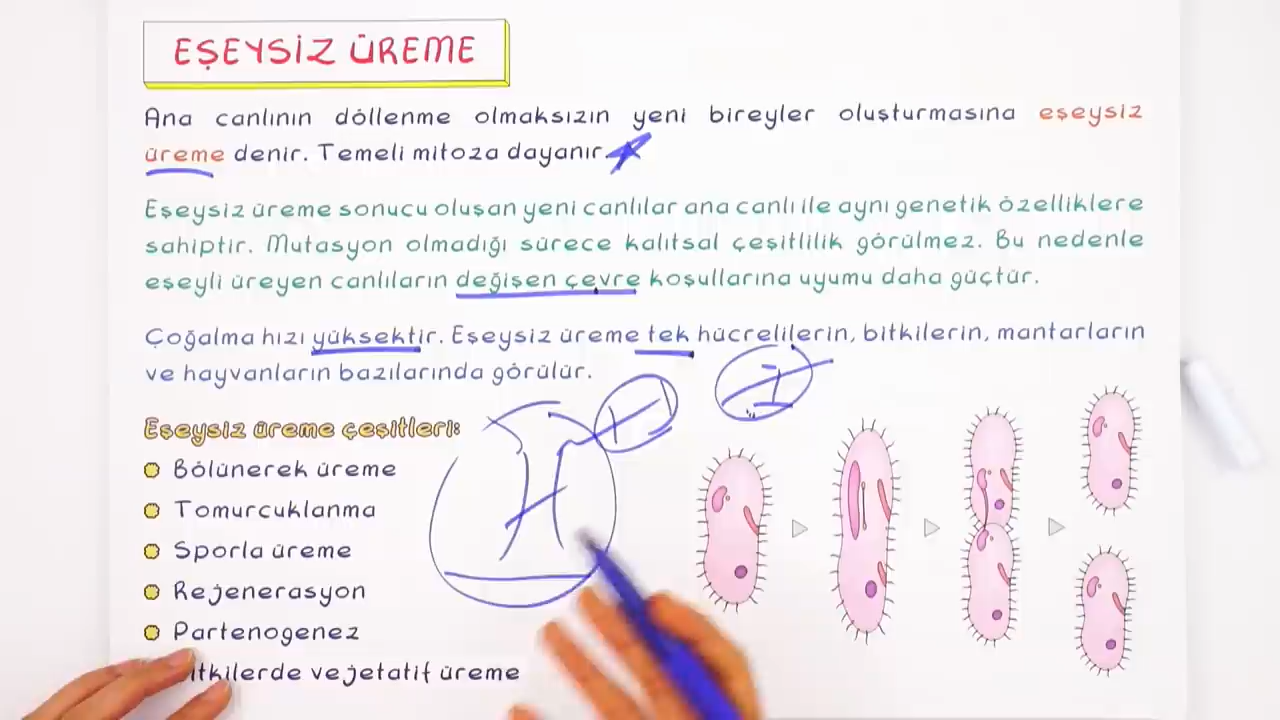 EŞEYSİZ ÜREME
Ana canlının döllenme olmaksızın yeni bireyler oluşturmasına eşeysiz
üreme denir. Temeli mitoza dayanır.
Eşeysiz üreme sonucu oluşan yeni canlılar ana canlı ile aynı genetik özelliklere
sahiptir. Mutasyon olmadığı sürece kalıtsal çeşitlilik görülmez. Bu nedenle
eşeyli üreyen canlıların değişen çevre koşullarına uyumu daha güçtür.
Çoğalma hızı yüksektir. Eşeysiz üreme tek hücrelilerin, bitkilerin, mantarların
ve hayvanların bazılarında görülür.
Eşeysiz üreme çeşitleri:
Bölünerek üreme
Tomurcuklanma
Sporla üreme
Rejenerasyon
Partenogenez
itkilerde vejetatif üreme